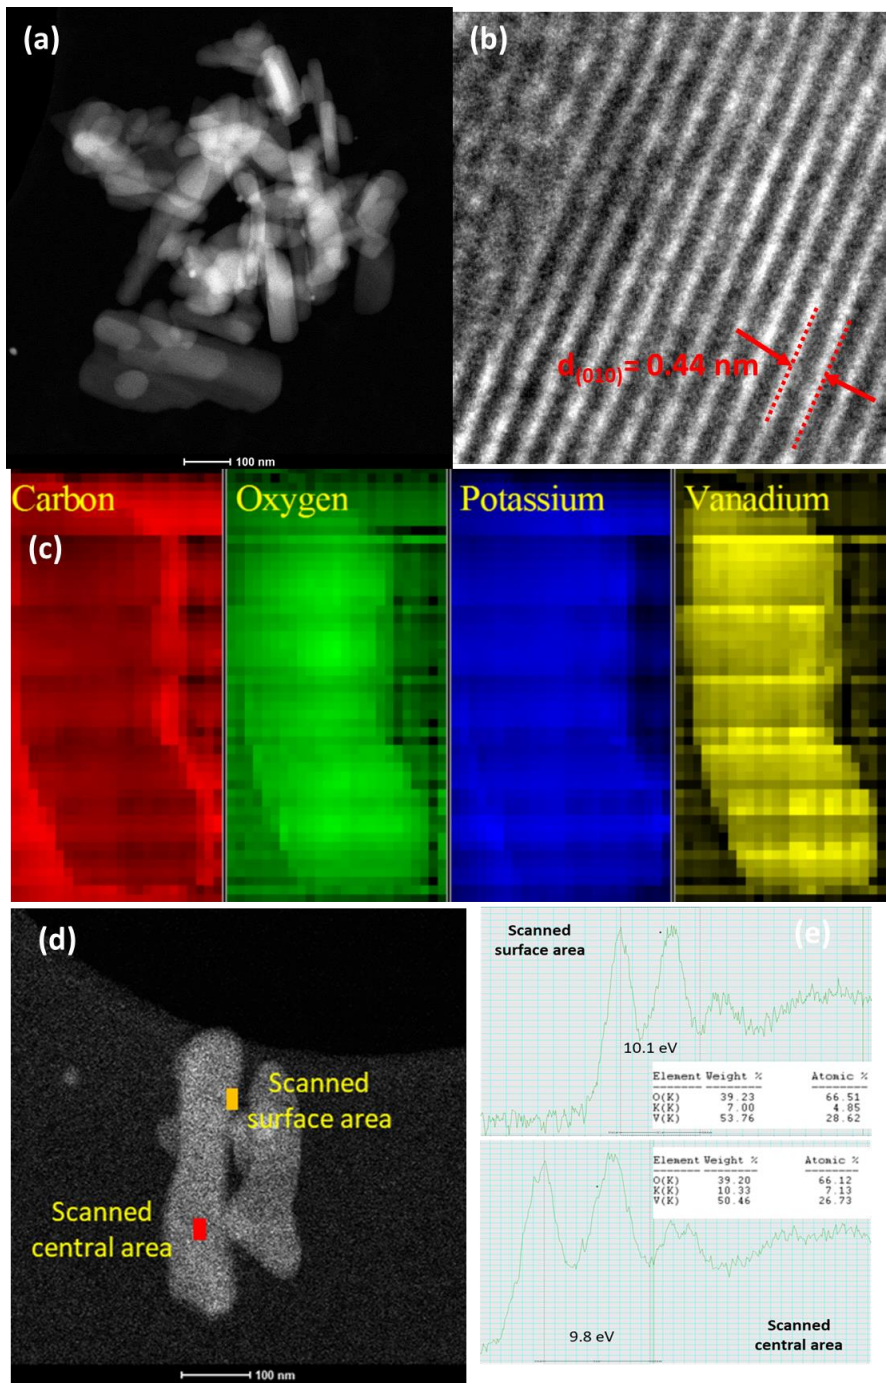 (a)
100 nm
(b)
d(010)= 0.44 nm
Carbon
Oxygen
Potassium
Vanadium
(c)
(d)
Scanned
surface area
Scanned
central area
100 nm
(e)
Scanned
surface area
10.1 eV
Element Weight % Atomic %
O(K) 39.23 66.51
K(K) 7.00 4.85
V(K) 53.76 28.62
Element Weight % Atomic %
O(K) 39.20 66.12
K(K) 10.33 7.13
V(K) 50.46 26.73
9.8 eV
Scanned
central area